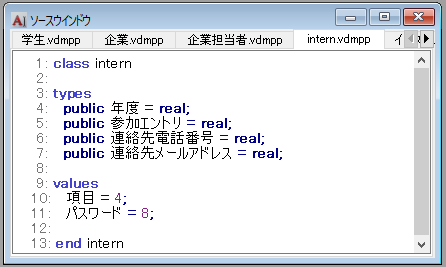 ソースウインドウ
学生.vdmpp 企業.vdmpp 企業担当者.vdmpp intern.vdmpp
1: class intern
2:
3: types
4: public 年度 = real;
5: public 参加エントリ = real;
6: public 連絡先電話番号 = real;
7: public 連絡先メールアドレス = real;
8:
9: values
10: 項目 = 4;
11: パスワード = 8;
12:
13: end intern